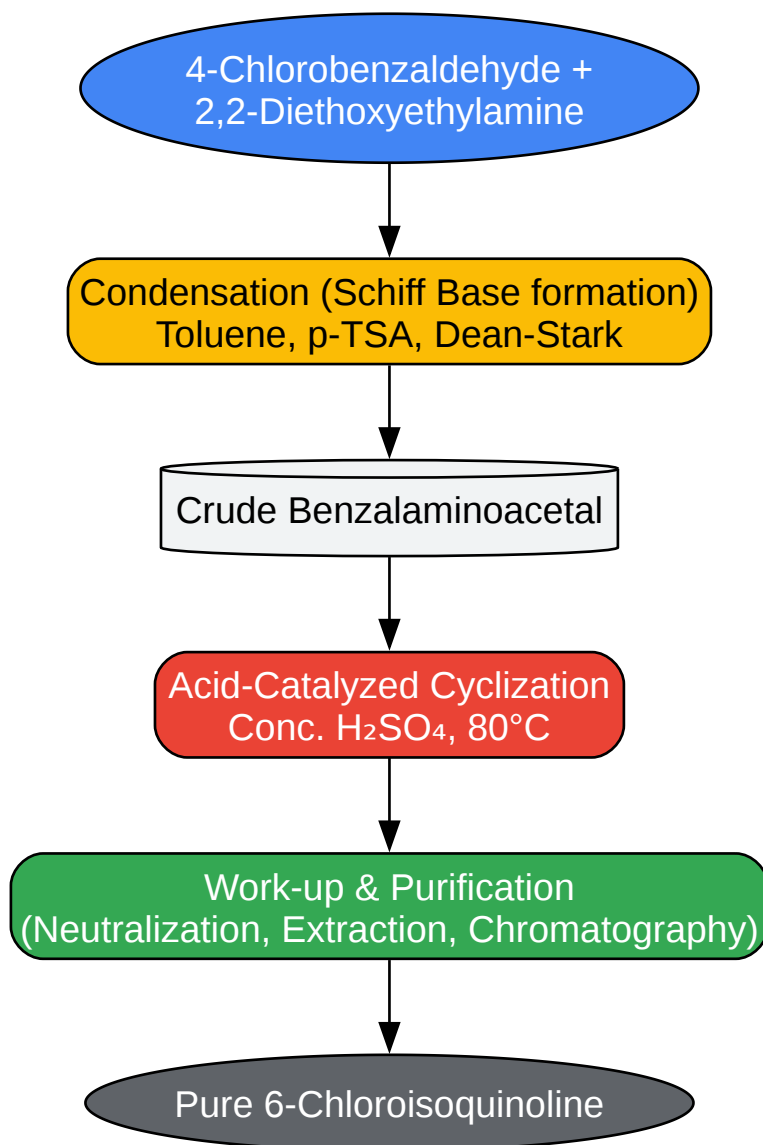 4-Chlorobenzaldehyde +
2,2-Diethoxyethylamine
Condensation (Schiff Base formation)
Toluene, p-TSA, Dean-Stark
Crude Benzalaminoacetal
Acid-Catalyzed Cyclization
Conc. H₂SO₄, 80°C
Work-up & Purification
(Neutralization, Extraction, Chromatography)
Pure 6-Chloroisoquinoline